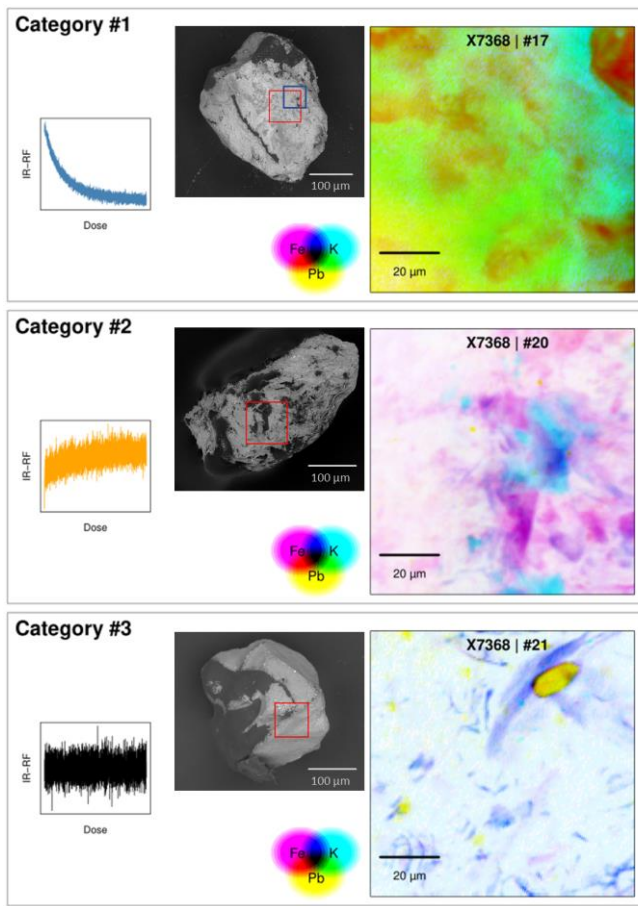 Category #1
IR−RF
Dose
100 µm
Fe K
Pb
X7368 | #17
20 µm
Category #2
IR−RF
Dose
100 µm
Fe K
Pb
X7368 | #20
20 µm
Category #3
IR−RF
Dose
100 µm
Fe K
Pb
X7368 | #21
20 µm